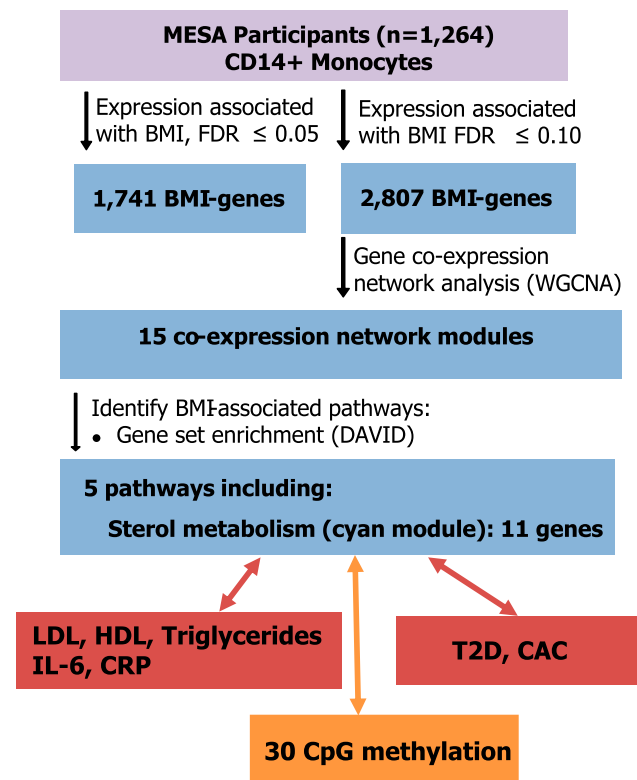 MESA Participants (n=1,264)
CD14+ Monocytes
Expression associated
with BMI, FDR ≤ 0.05
Expression associated
with BMI FDR ≤ 0.10
1,741 BMI-genes
2,807 BMI-genes
Gene co-expression
network analysis (WGCNA)
15 co-expression network modules
Identify BMI-associated pathways:
• Gene set enrichment (DAVID)
5 pathways including:
Sterol metabolism (cyan module): 11 genes
LDL, HDL, Triglycerides
IL-6, CRP
T2D, CAC
30 CpG methylation